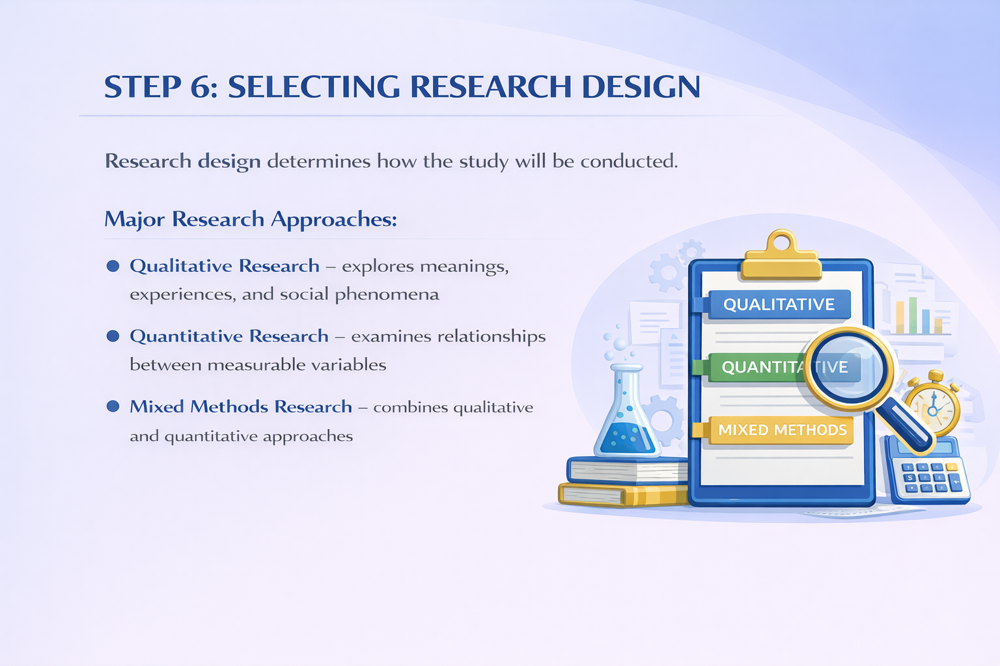 STEP 6: SELECTING RESEARCH DESIGN
Research design determines how the study will be conducted.
Major Research Approaches:
● Qualitative Research – explores meanings,
experiences, and social phenomena
● Quantitative Research – examines relationships
between measurable variables
● Mixed Methods Research – combines qualitative
and quantitative approaches
QUALITATIVE
QUANTITATIVE
MIXED METHODS